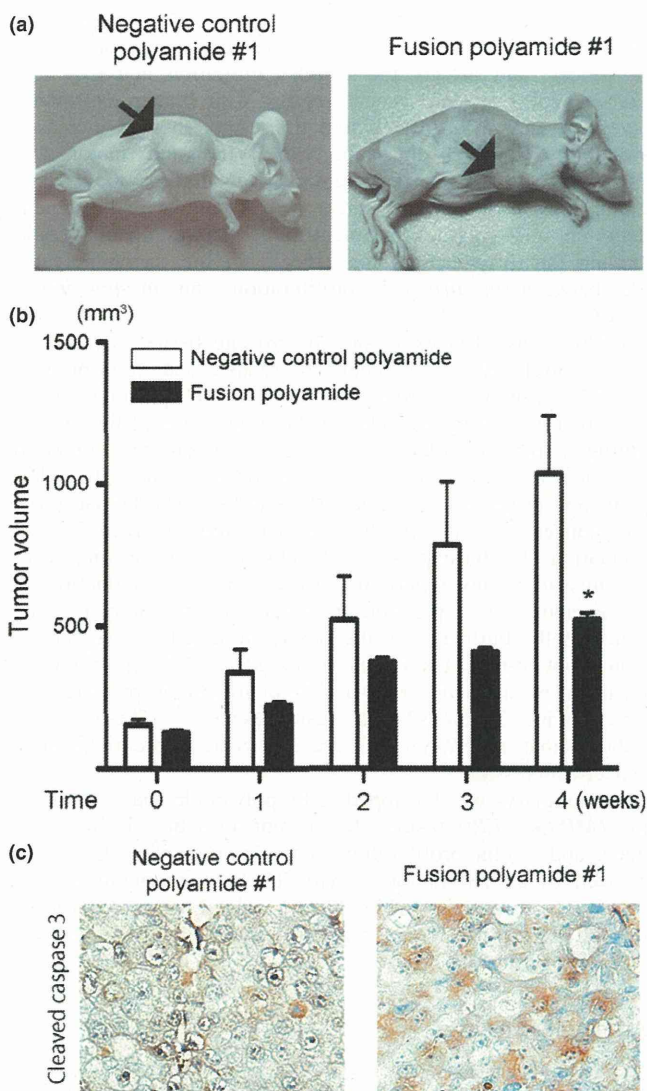 (a)
Negative control
polyamide #1
Fusion polyamide #1
(b)
(mm³)
1500
Negative control polyamide
Fusion polyamide
1000
Tumor volume
500
*
Time 0 1 2 3 4 (weeks)
(c)
Negative control
polyamide #1
Fusion polyamide #1
Cleaved caspase 3